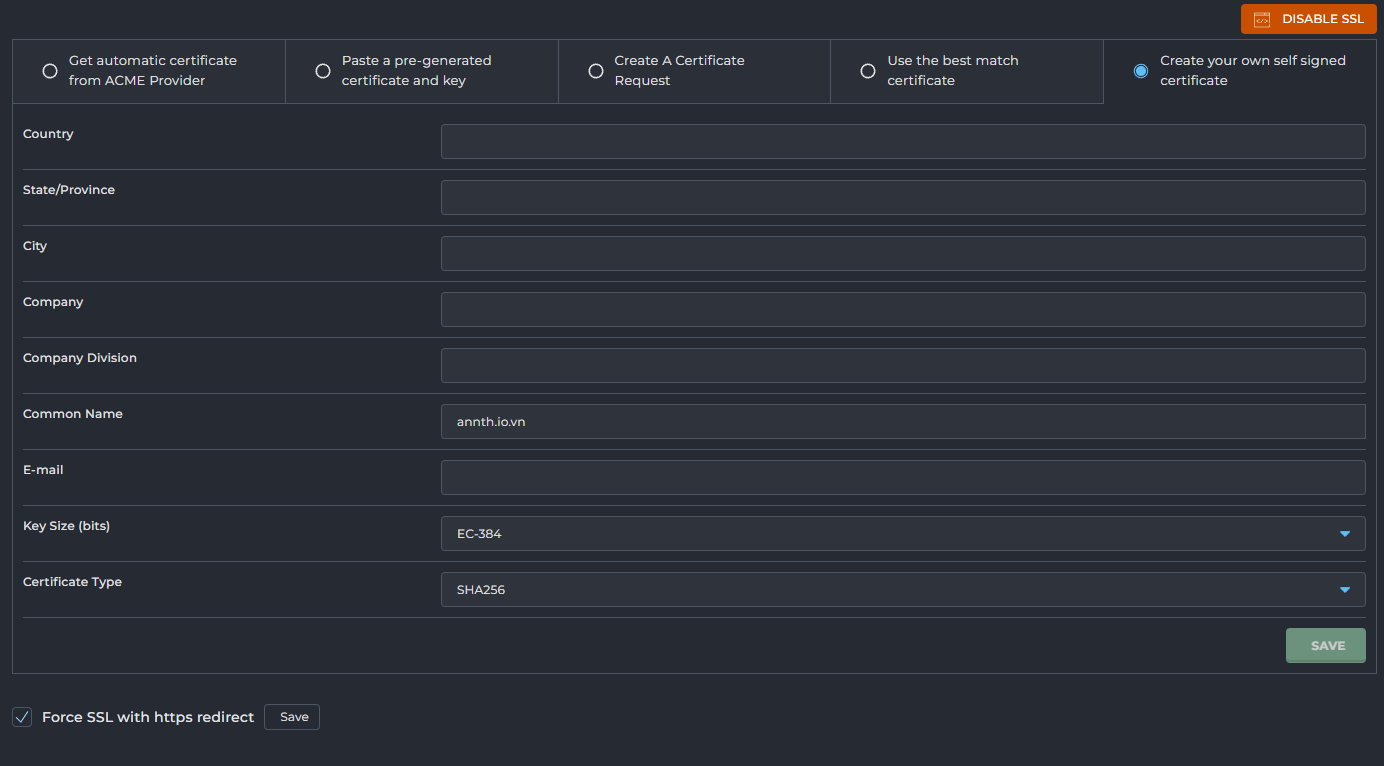 DISABLE SSL
Get automatic certificate
from ACME Provider
Paste a pre-generated
certificate and key
Create A Certificate
Request
Use the best match
certificate
Create your own self signed
certificate
Country
State/Province
City
Company
Company Division
Common Name
annth.io.vn
E-mail
Key Size (bits)
EC-384
Certificate Type
SHA256
SAVE
Force SSL with https redirect
Save